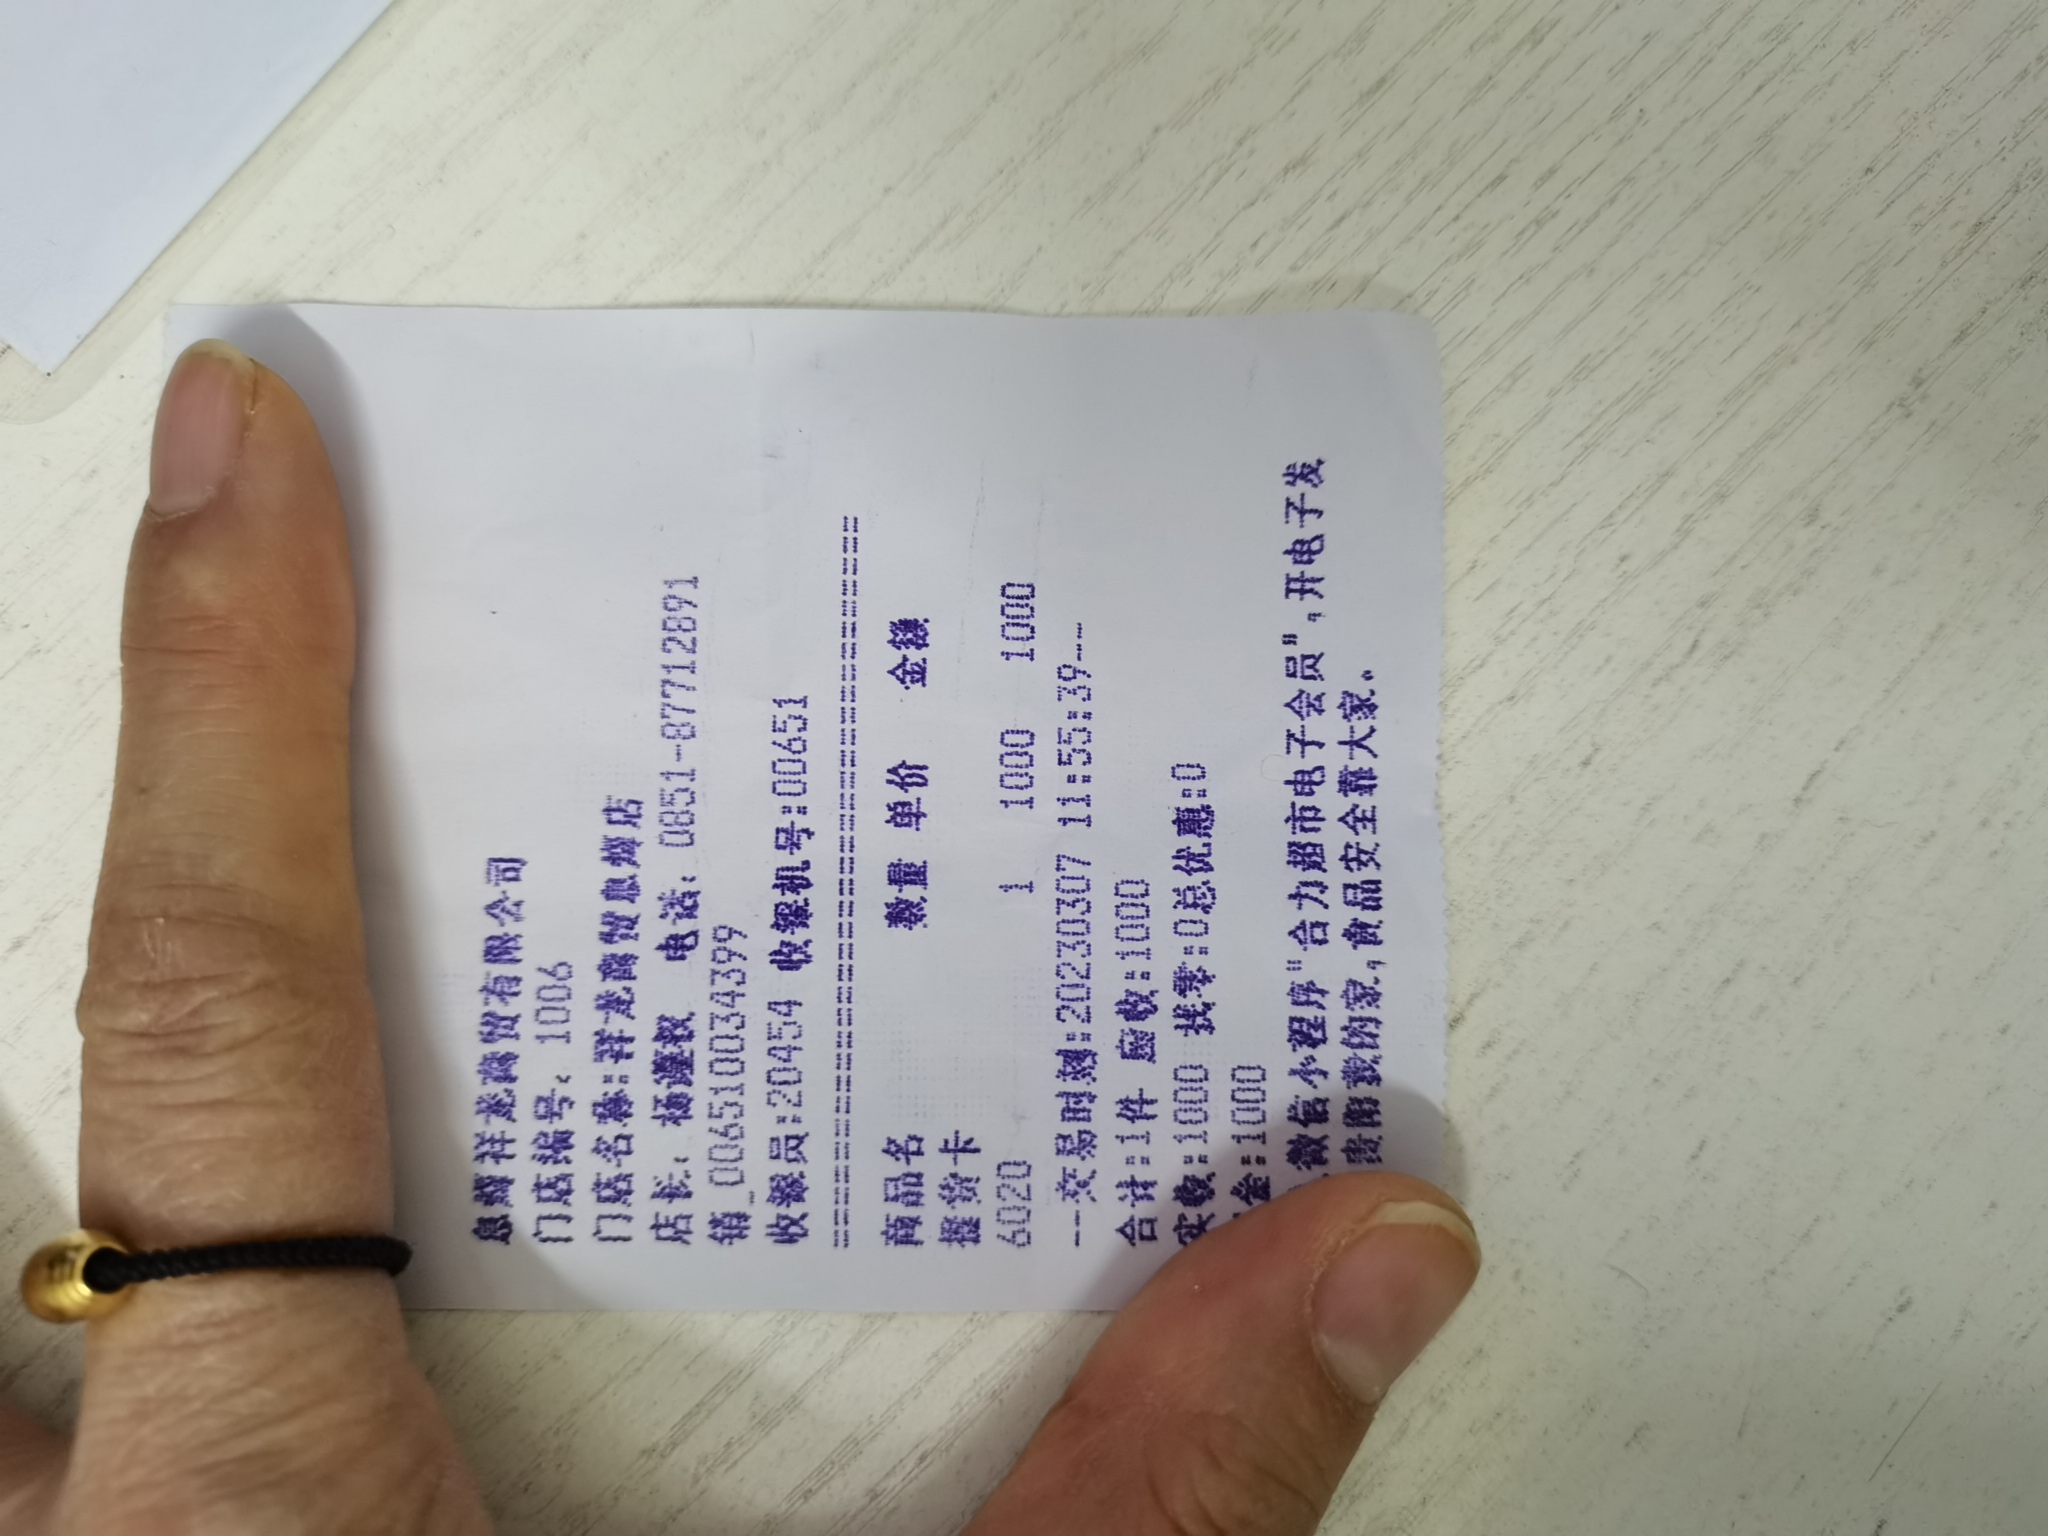 息烽祥龙商贸有限公司
门店编号: 1006
门店名称:祥龙商贸息烽店
店长: 杨谨毅 电话: 0851-87712891
销_0065100034399
收银员:20454 收银机号:00651
========================================
商品名 数量 单价 金额
提货卡
6020 1 1000 1000
--交易时刻:20230307 11:55:39--
合计:1件 应收:1000
实收:1000 找零:0总优惠:0
金:1000
微信小程序"合力超市电子会员",开电子发
贵阳我的家,食品安全靠大家。